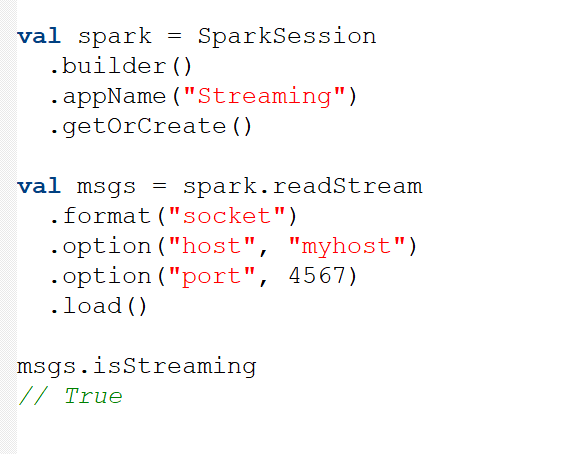 val spark = SparkSession
  .builder()
  .appName("Streaming")
  .getOrCreate()

val msgs = spark.readStream
  .format("socket")
  .option("host", "myhost")
  .option("port", 4567)
  .load()

msgs.isStreaming
// True